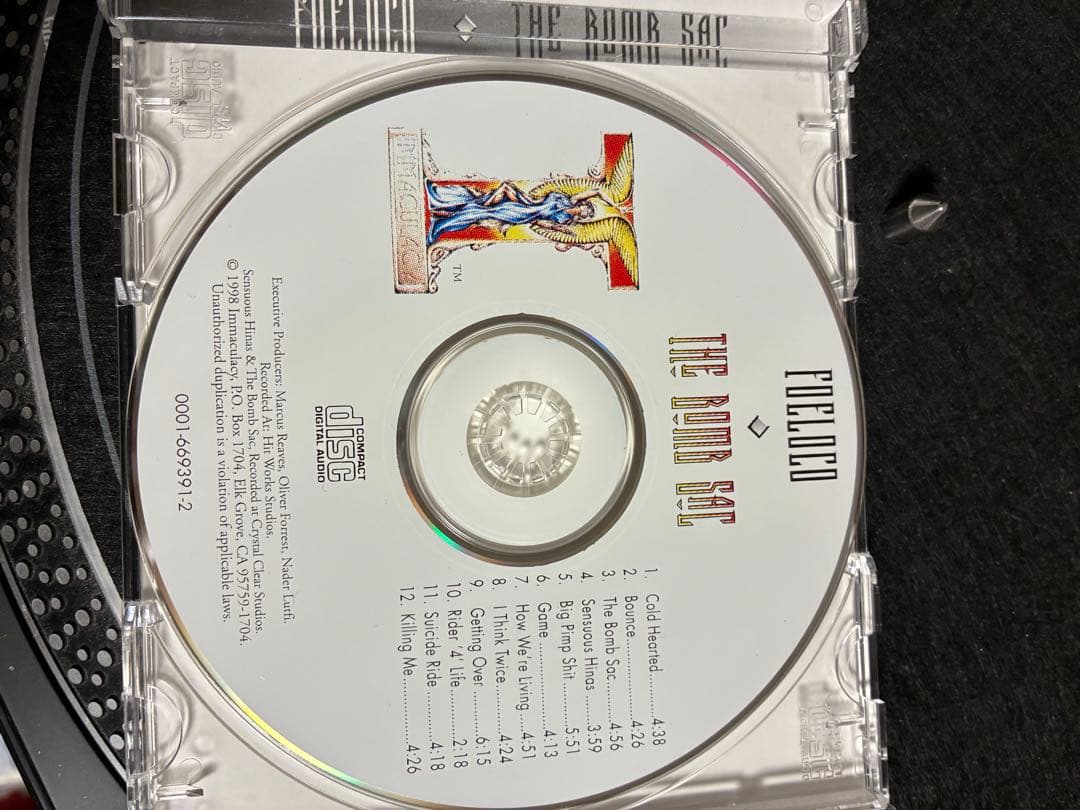 FOELOCO ◇ THE BOMB SAC
FOELOCO
◇
THE BOMB SAC
IMMACULACY
TM
1. Cold Hearted..........4:38
2. Bounce...............4:26
3. The Bomb Sac.......4:56
4. Sensuous Hinas ....3:59
5. Big Pimp Shit........5:51
6. Game ................4:13
7. How We're Living ...4:51
8. I Think Twice.........4:24
9. Getting Over ........6:15
10. Rider '4' Life........2:18
11. Suicide Ride.........4:18
12. Killing Me............4:26
COMPACT
disc
DIGITAL AUDIO
Executive Producers: Marcus Reaves, Oliver Forrest, Nader Lutfi.
Recorded At: Hit Works Studios.
Sensuous Hinas & The Bomb Sac, Recorded at Crystal Clear Studios.
© 1998 Immaculacy, P.O. Box 1704, Elk Grove, CA 95759-1704.
Unauthorized duplication is a violation of applicable laws.
0001-669391-2